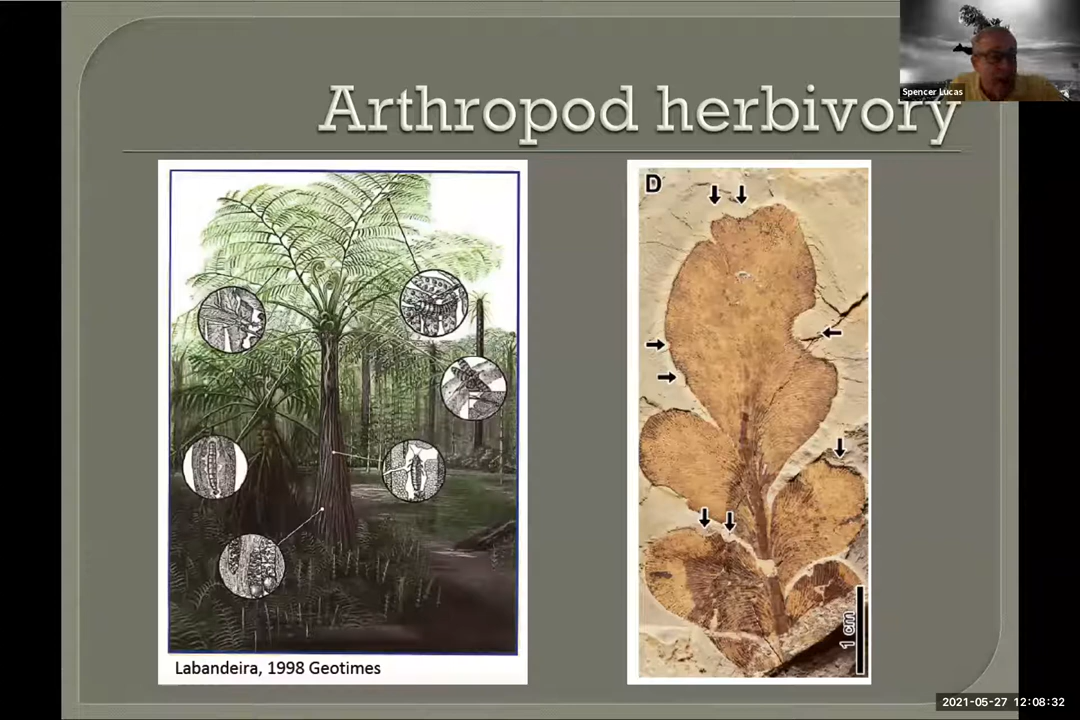 Spencer Lucas
Arthropod herbivory
D
1 cm
Labandeira, 1998 Geotimes
2021-05-27 12:08:32